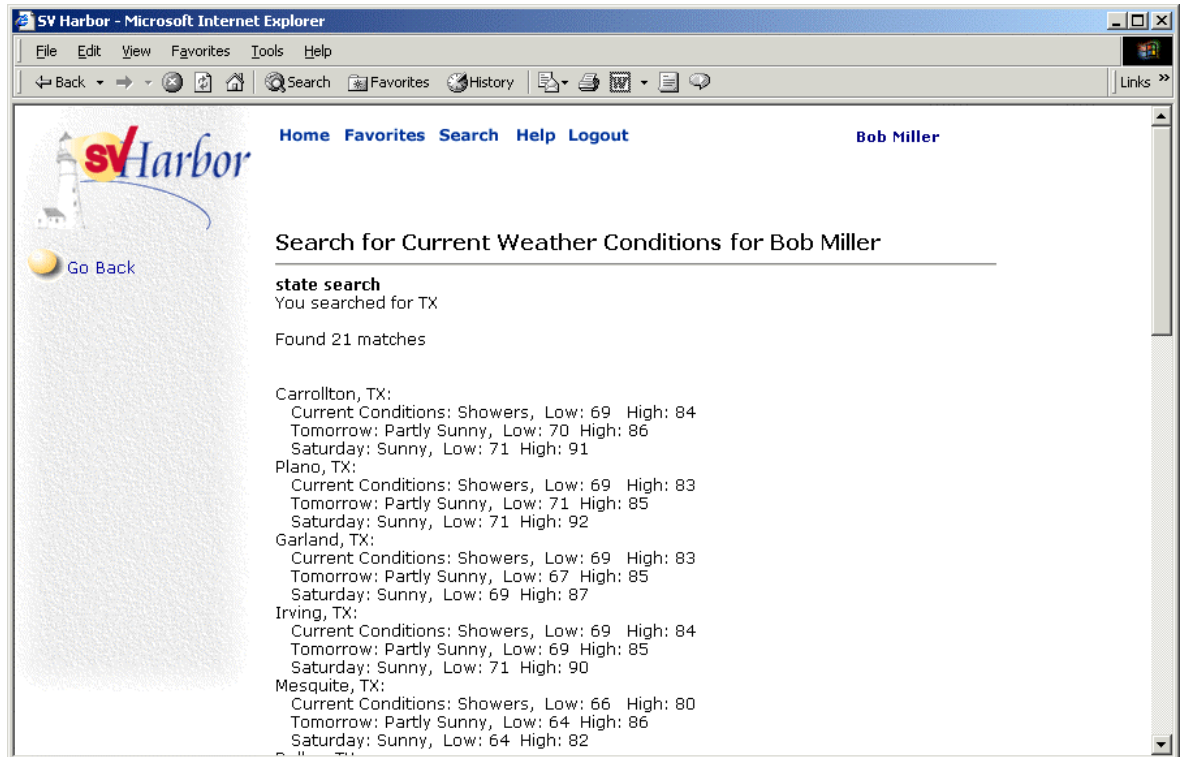 SV Harbor - Microsoft Internet Explorer
File Edit View Favorites Tools Help
Back Search Favorites History Links »
SV Harbor
Home Favorites Search Help Logout Bob Miller
Search for Current Weather Conditions for Bob Miller
Go Back
state search
You searched for TX
Found 21 matches
Carrollton, TX:
Current Conditions: Showers, Low: 69 High: 84
Tomorrow: Partly Sunny, Low: 70 High: 86
Saturday: Sunny, Low: 71 High: 91
Plano, TX:
Current Conditions: Showers, Low: 69 High: 83
Tomorrow: Partly Sunny, Low: 71 High: 85
Saturday: Sunny, Low: 71 High: 92
Garland, TX:
Current Conditions: Showers, Low: 69 High: 83
Tomorrow: Partly Sunny, Low: 67 High: 85
Saturday: Sunny, Low: 69 High: 87
Irving, TX:
Current Conditions: Showers, Low: 69 High: 84
Tomorrow: Partly Sunny, Low: 69 High: 85
Saturday: Sunny, Low: 71 High: 90
Mesquite, TX:
Current Conditions: Showers, Low: 66 High: 80
Tomorrow: Partly Sunny, Low: 64 High: 86
Saturday: Sunny, Low: 64 High: 82